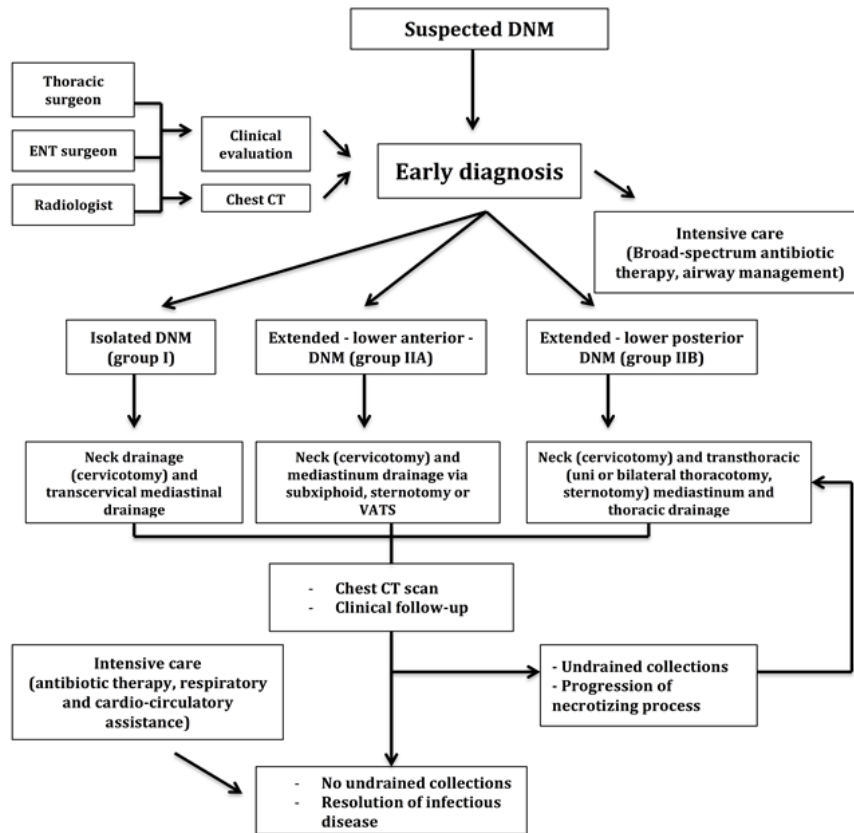 Suspected DNM
Thoracic
surgeon
ENT surgeon
Radiologist
Clinical
evaluation
Chest CT
Early diagnosis
Intensive care
(Broad-spectrum antibiotic
therapy, airway management)
Isolated DNM
(group I)
Extended - lower anterior -
DNM (group IIA)
Extended - lower posterior
DNM (group IIB)
Neck drainage
(cervicotomy) and
transcervical mediastinal
drainage
Neck (cervicotomy) and
mediastinum drainage via
subxiphoid, sternotomy or
VATS
Neck (cervicotomy) and transthoracic
(uni or bilateral thoracotomy,
sternotomy) mediastinum and
thoracic drainage
- Chest CT scan
- Clinical follow-up
Intensive care
(antibiotic therapy, respiratory
and cardio-circulatory
assistance)
- Undrained collections
- Progression of
necrotizing process
- No undrained collections
- Resolution of infectious
disease